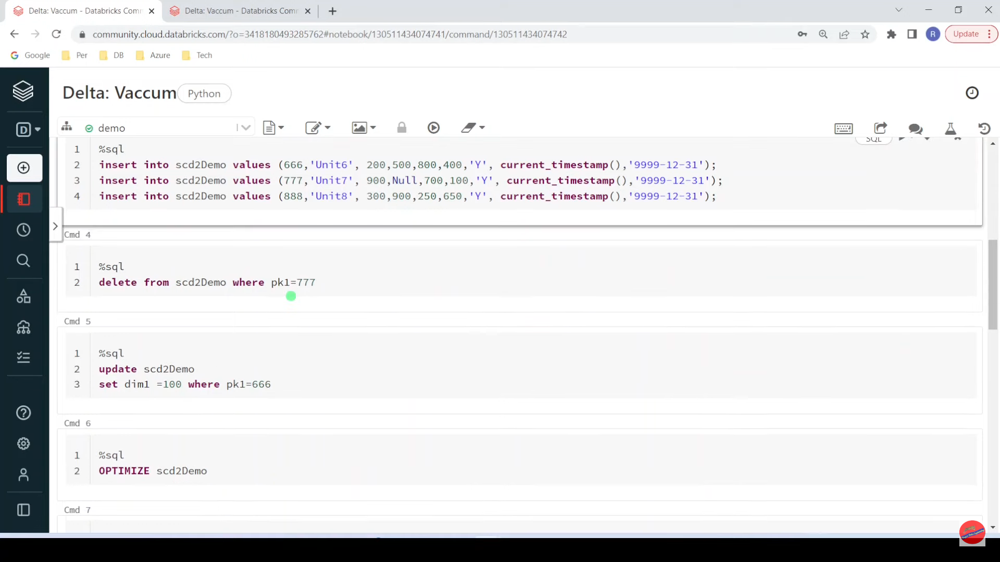 Delta: Vaccum - Databricks Comm
Delta: Vaccum - Databricks Comm
community.cloud.databricks.com/?o=3418180493285762#notebook/130511434074741/command/130511434074742
R
Update
Google
Per
DB
Azure
Tech
Delta: Vaccum
Python
D
demo
SQL
1 %sql
2 insert into scd2Demo values (666,'Unit6', 200,500,800,400,'Y', current_timestamp(),'9999-12-31');
3 insert into scd2Demo values (777,'Unit7', 900,Null,700,100,'Y', current_timestamp(),'9999-12-31');
4 insert into scd2Demo values (888,'Unit8', 300,900,250,650,'Y', current_timestamp(),'9999-12-31');
Cmd 4
1 %sql
2 delete from scd2Demo where pk1=777
Cmd 5
1 %sql
2 update scd2Demo
3 set dim1 =100 where pk1=666
Cmd 6
1 %sql
2 OPTIMIZE scd2Demo
Cmd 7